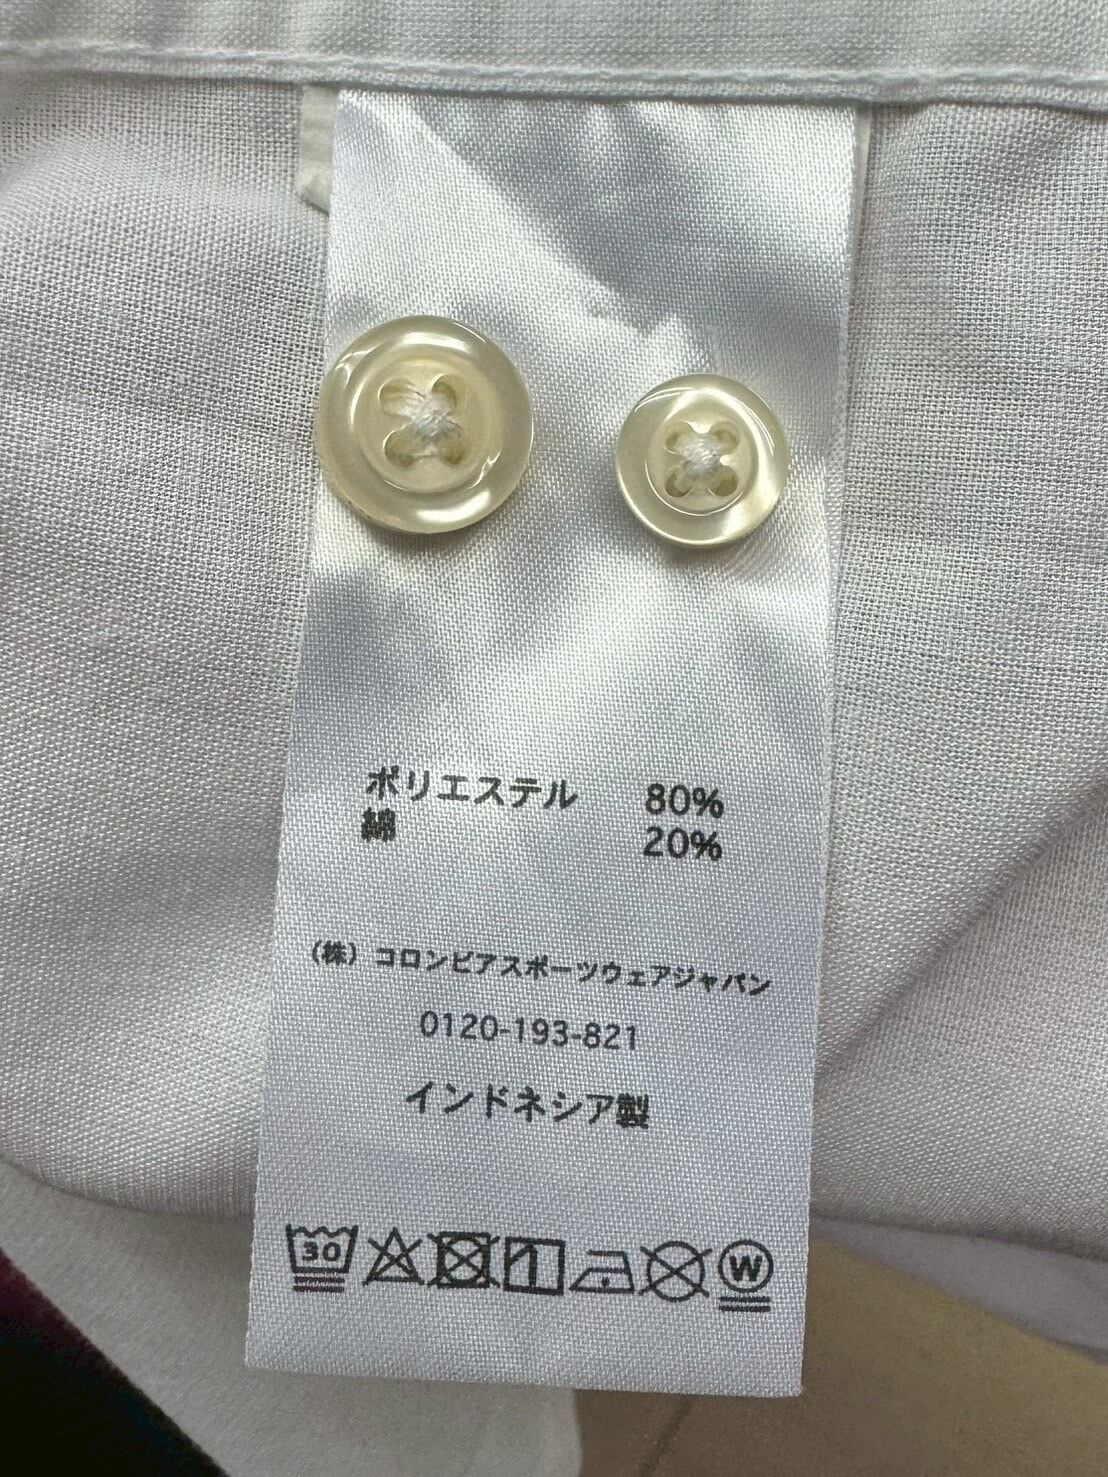 ポリエステル 80%
綿 20%
(株) コロンビアスポーツウェアジャパン
0120-193-821
インドネシア製
30
W